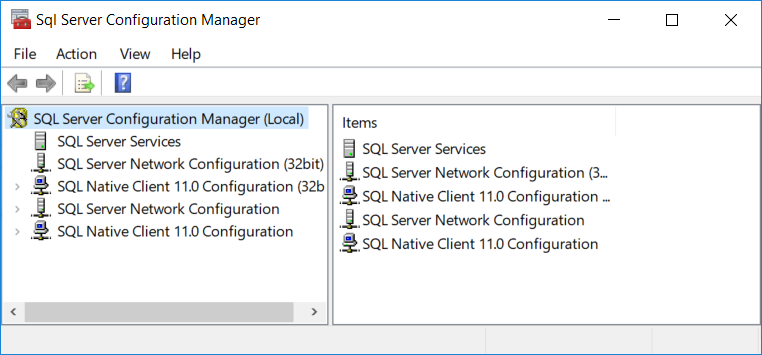 Sql Server Configuration Manager
File Action View Help
SQL Server Configuration Manager (Local)
SQL Server Services
SQL Server Network Configuration (32bit)
SQL Native Client 11.0 Configuration (32b
SQL Server Network Configuration
SQL Native Client 11.0 Configuration
Items
SQL Server Services
SQL Server Network Configuration (3...
SQL Native Client 11.0 Configuration ...
SQL Server Network Configuration
SQL Native Client 11.0 Configuration